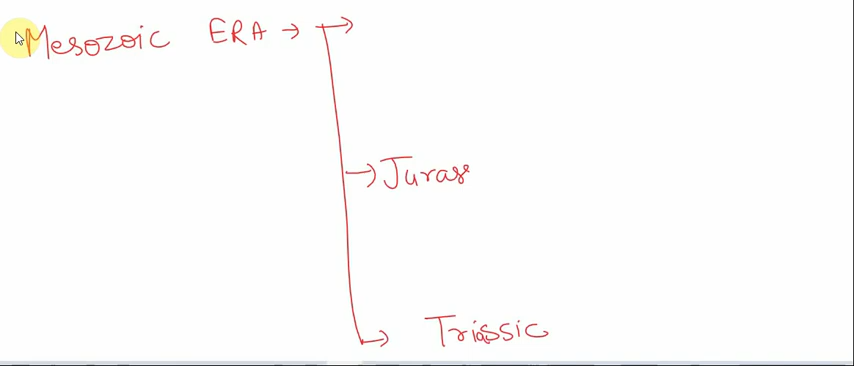 Mesozoic ERA →
→ Juras
→ Triassic